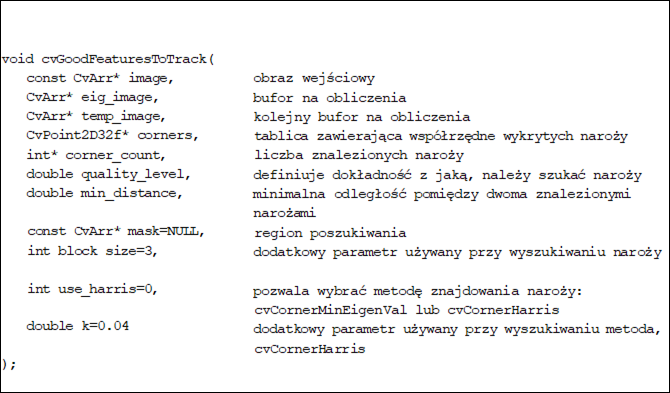 void cvGoodFeaturesToTrack(
const CvArr* image, obraz wejściowy
CvArr* eig_image, bufor na obliczenia
CvArr* temp_image, kolejny bufor na obliczenia
CvPoint2D32f* corners, tablica zawierająca współrzędne wykrytych naroży
int* corner_count, liczba znalezionych naroży
double quality_level, definiuje dokładność z jaką, należy szukać naroży
double min_distance, minimalna odległość pomiędzy dwoma znalezionymi
narożami
const CvArr* mask=NULL, region poszukiwania
int block size=3, dodatkowy parametr używany przy wyszukiwaniu naroży
int use_harris=0, pozwala wybrać metodę znajdowania naroży:
cvCornerMinEigenVal lub cvCornerHarris
double k=0.04 dodatkowy parametr używany przy wyszukiwaniu metoda,
cvCornerHarris
);